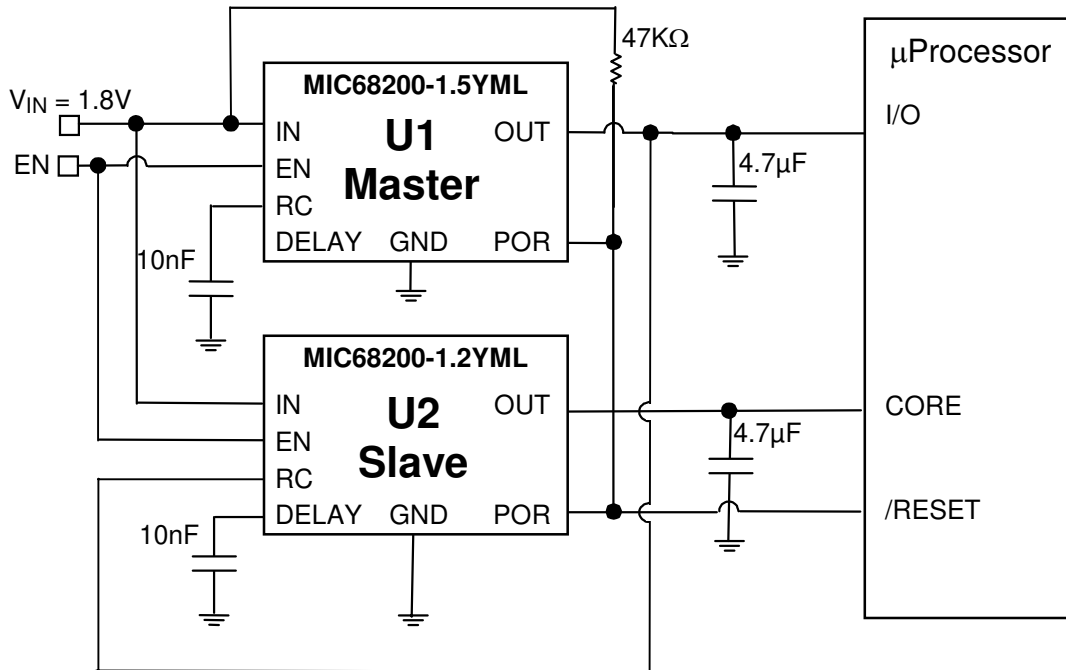 47KΩ
µProcessor
MIC68200-1.5YML
V_IN = 1.8V
I/O
IN
U1
OUT
EN
EN
4.7µF
Master
RC
DELAY
GND
POR
10nF
MIC68200-1.2YML
IN
U2
OUT
CORE
4.7µF
EN
Slave
RC
DELAY
GND
POR
/RESET
10nF